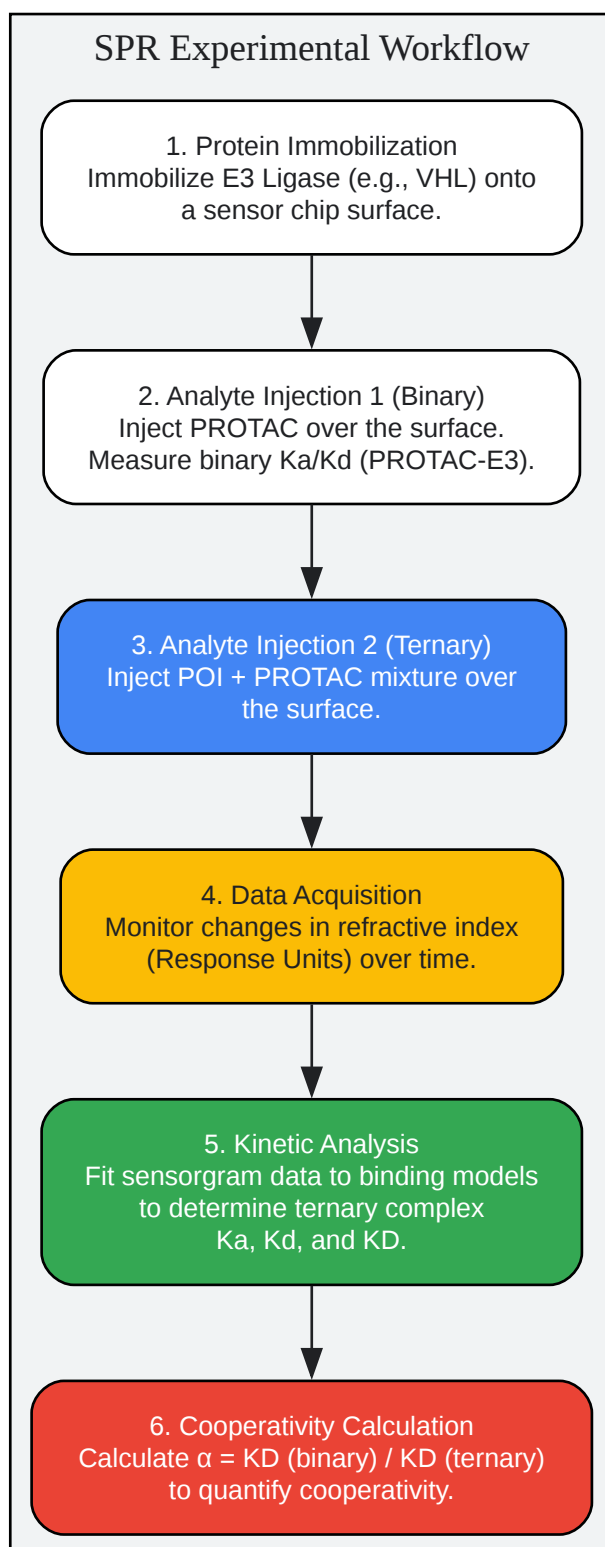 SPR Experimental Workflow
1. Protein Immobilization
Immobilize E3 Ligase (e.g., VHL) onto
a sensor chip surface.
2. Analyte Injection 1 (Binary)
Inject PROTAC over the surface.
Measure binary Ka/Kd (PROTAC-E3).
3. Analyte Injection 2 (Ternary)
Inject POI + PROTAC mixture over
the surface.
4. Data Acquisition
Monitor changes in refractive index
(Response Units) over time.
5. Kinetic Analysis
Fit sensorgram data to binding models
to determine ternary complex
Ka, Kd, and KD.
6. Cooperativity Calculation
Calculate α = KD (binary) / KD (ternary)
to quantify cooperativity.